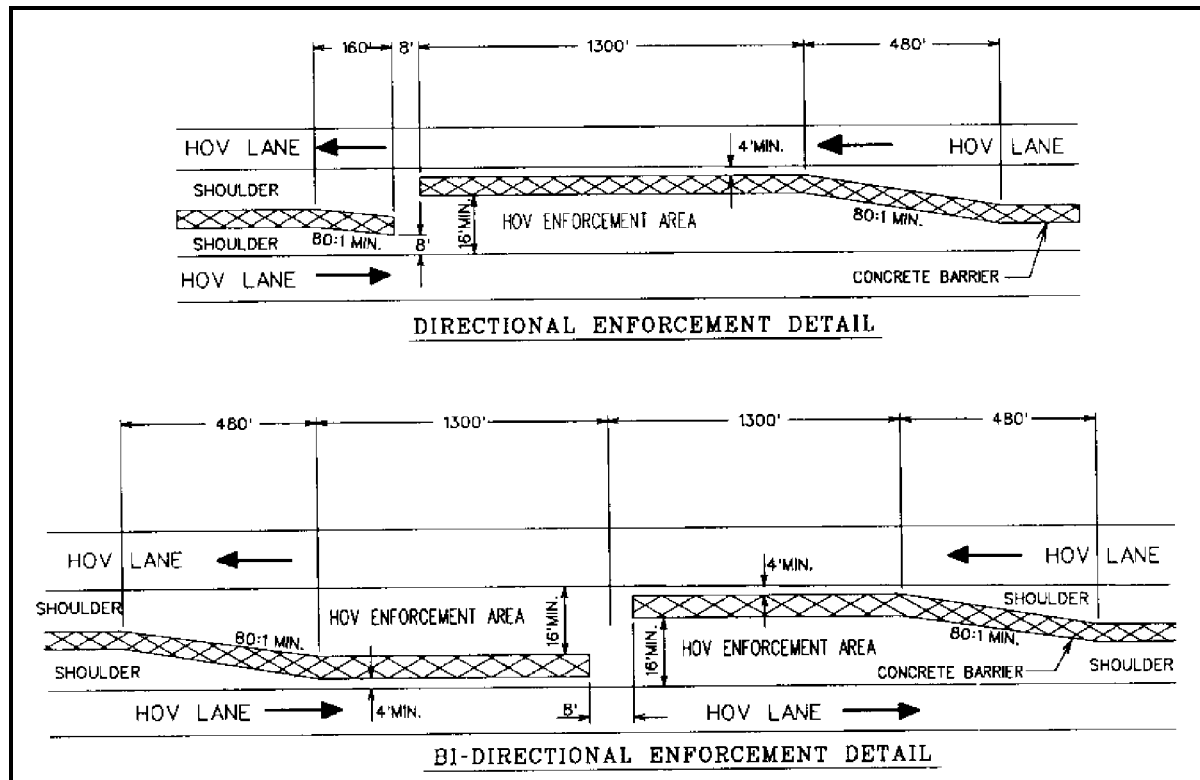 160' 8' 1300' 480'
HOV LANE 4'MIN. HOV LANE
SHOULDER
16'MIN. HOV ENFORCEMENT AREA 80:1 MIN.
SHOULDER 80:1 MIN. 8'
HOV LANE CONCRETE BARRIER
DIRECTIONAL ENFORCEMENT DETAIL
480' 1300' 1300' 480'
HOV LANE 4'MIN. HOV LANE
SHOULDER HOV ENFORCEMENT AREA 16'MIN. SHOULDER
80:1 MIN. 16'MIN. HOV ENFORCEMENT AREA 80:1 MIN.
SHOULDER CONCRETE BARRIER SHOULDER
HOV LANE 4'MIN. 8' HOV LANE
BI-DIRECTIONAL ENFORCEMENT DETAIL